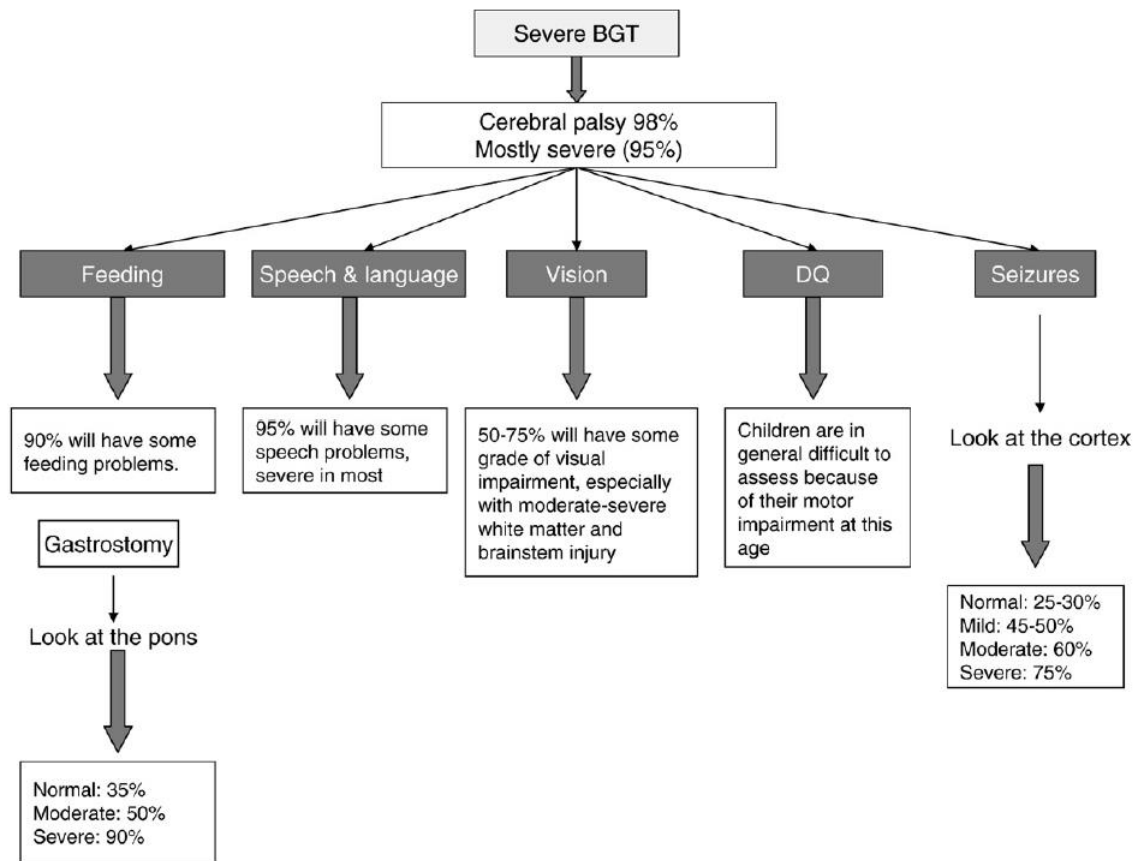 Severe BGT
Cerebral palsy 98%
Mostly severe (95%)
Feeding
Speech & language
Vision
DQ
Seizures
90% will have some
feeding problems.
95% will have some
speech problems,
severe in most
50-75% will have some
grade of visual
impairment, especially
with moderate-severe
white matter and
brainstem injury
Children are in
general difficult to
assess because
of their motor
impairment at this
age
Look at the cortex
Gastrostomy
Look at the pons
Normal: 25-30%
Mild: 45-50%
Moderate: 60%
Severe: 75%
Normal: 35%
Moderate: 50%
Severe: 90%